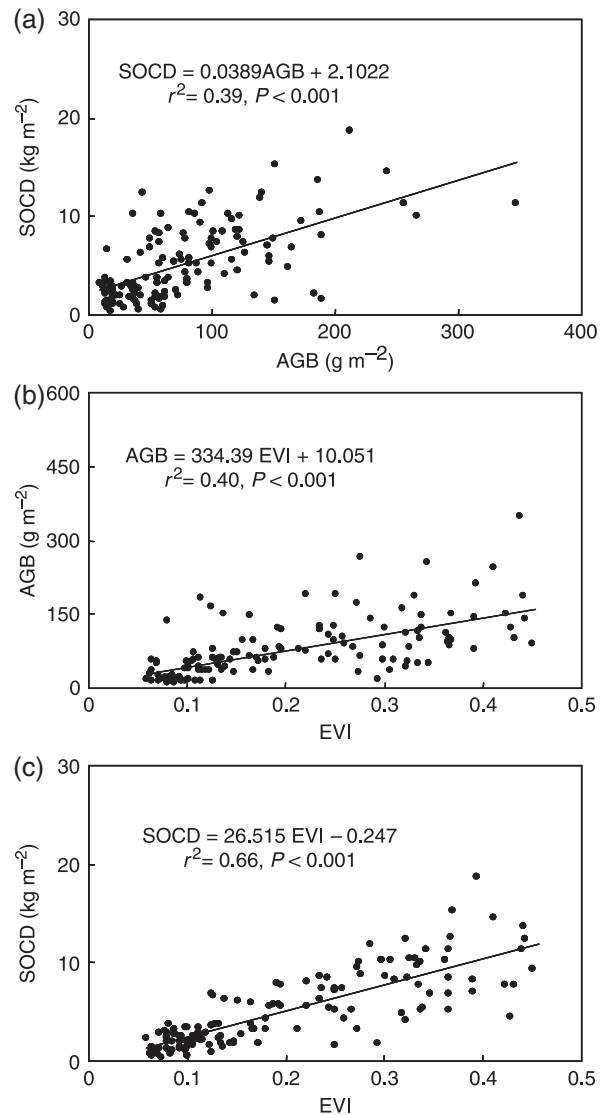 (a)
30
20
10
0
SOCD (kg m⁻²)
SOCD = 0.0389AGB + 2.1022
r² = 0.39, P < 0.001
0 100 200 300 400
AGB (g m⁻²)
(b)
600
450
300
150
0
AGB (g m⁻²)
AGB = 334.39 EVI + 10.051
r² = 0.40, P < 0.001
0 0.1 0.2 0.3 0.4 0.5
EVI
(c)
30
20
10
0
SOCD (kg m⁻²)
SOCD = 26.515 EVI – 0.247
r² = 0.66, P < 0.001
0 0.1 0.2 0.3 0.4 0.5
EVI